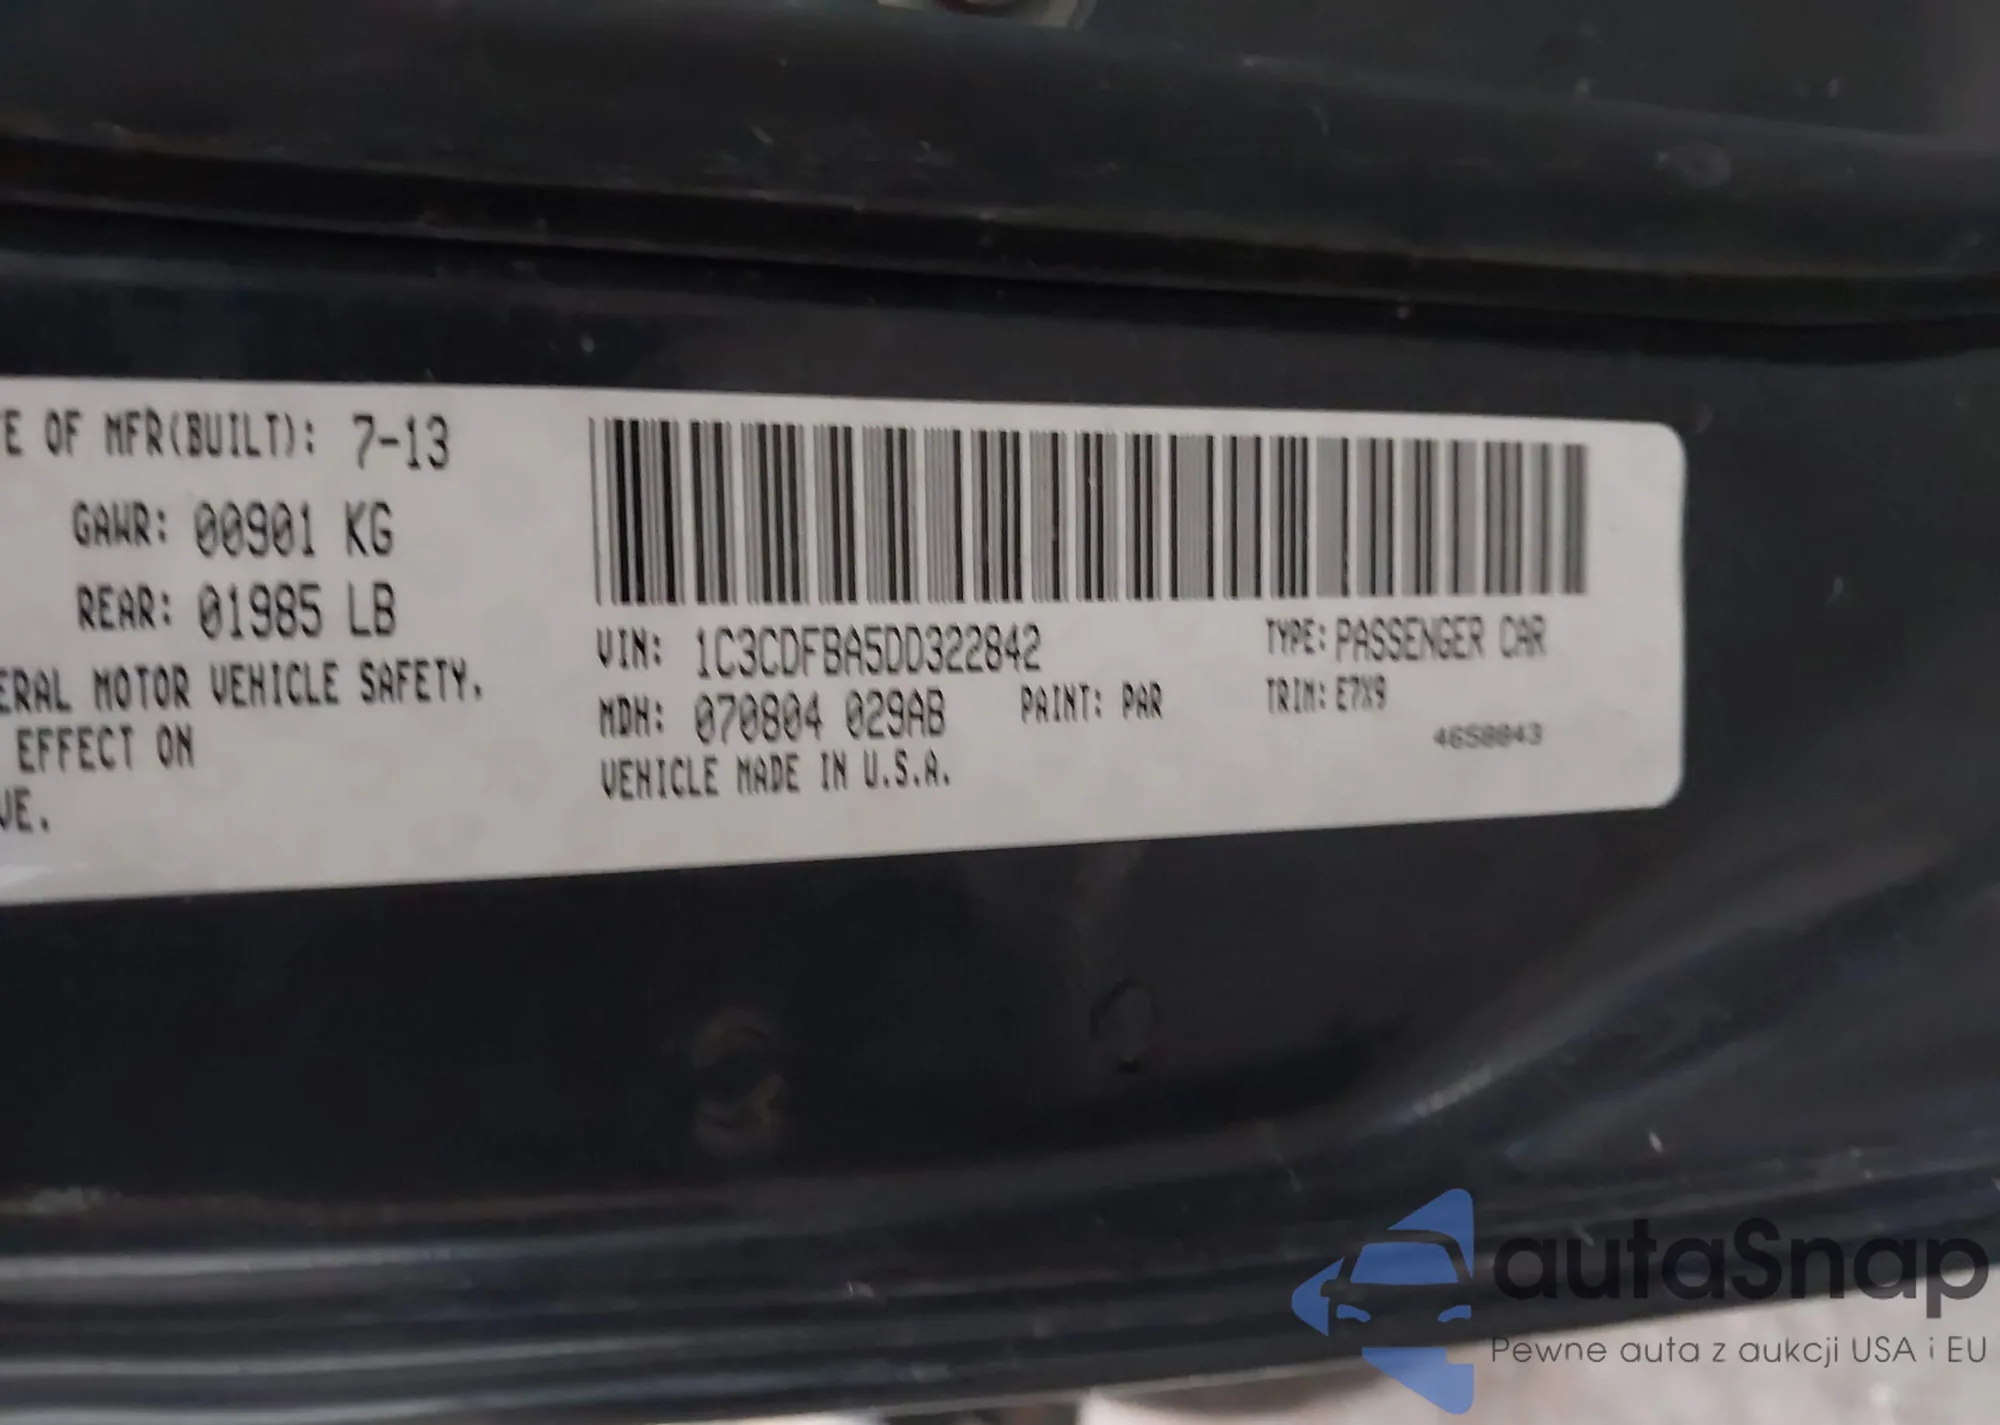 E OF MFR(BUILT): 7-13
GAWR: 00901 KG
REAR: 01985 LB
ERAL MOTOR VEHICLE SAFETY,
EFFECT ON
VE.
VIN: 1C3CDFBA5DD322842
TYPE: PASSENGER CAR
MDH: 070804 029AB
PAINT: PAR
TRIM: E7X9
4658043
VEHICLE MADE IN U.S.A.
autaSnap
Pewne auta z aukcji USA i EU